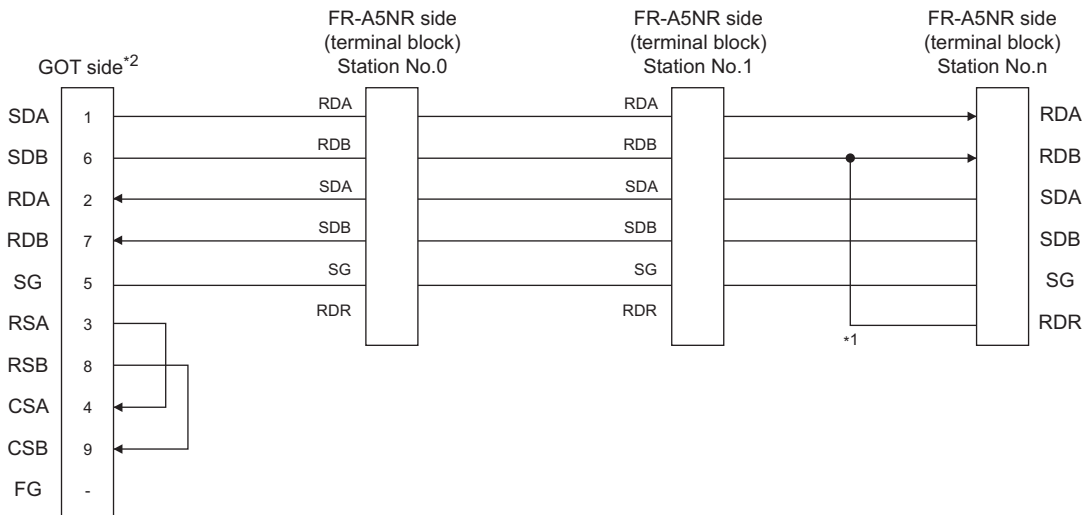 FR-A5NR side
(terminal block)
Station No.0
FR-A5NR side
(terminal block)
Station No.1
FR-A5NR side
(terminal block)
Station No.n
GOT side*2
SDA 1 RDA RDA RDA
SDB 6 RDB RDB RDB
RDA 2 SDA SDA SDA
RDB 7 SDB SDB SDB
SG 5 SG SG SG
RSA 3 RDR RDR RDR
*1
RSB 8
CSA 4
CSB 9
FG -